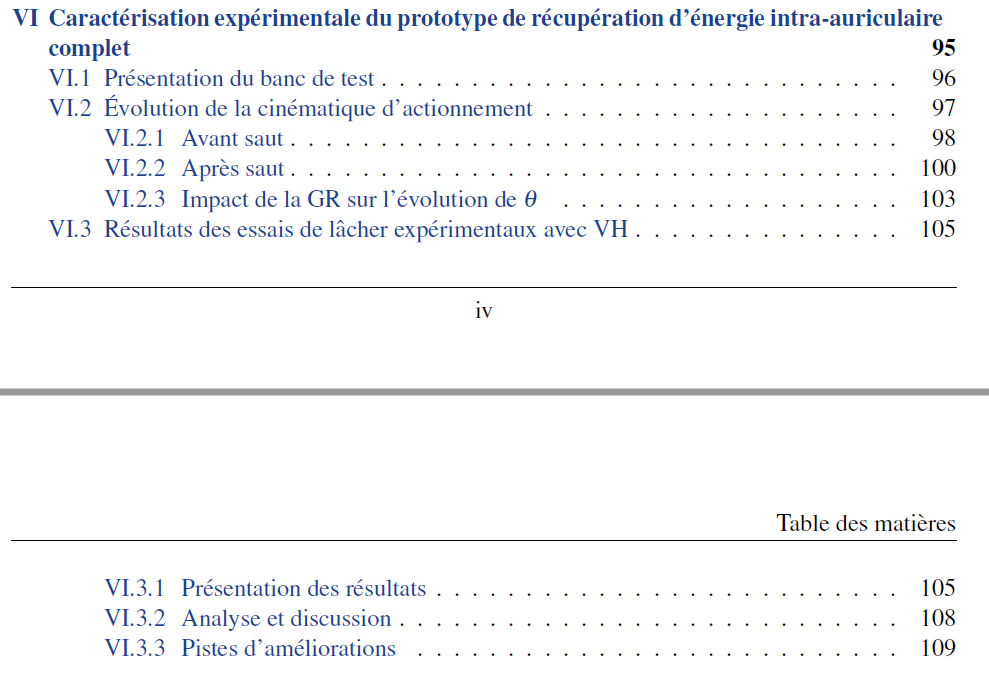 VI Caractérisation expérimentale du prototype de récupération d'énergie intra-auriculaire
complet 95
VI.1 Présentation du banc de test . . . . . . . . . . . . . . . . . . . . . . . . . . . . . 96
VI.2 Évolution de la cinématique d'actionnement . . . . . . . . . . . . . . . . . . . . 97
VI.2.1 Avant saut . . . . . . . . . . . . . . . . . . . . . . . . . . . . . . . . . . 98
VI.2.2 Après saut . . . . . . . . . . . . . . . . . . . . . . . . . . . . . . . . . . 100
VI.2.3 Impact de la GR sur l'évolution de θ . . . . . . . . . . . . . . . . . . . 103
VI.3 Résultats des essais de lâcher expérimentaux avec VH . . . . . . . . . . . . . . . 105
iv
Table des matières
VI.3.1 Présentation des résultats . . . . . . . . . . . . . . . . . . . . . . . . . . 105
VI.3.2 Analyse et discussion . . . . . . . . . . . . . . . . . . . . . . . . . . . . 108
VI.3.3 Pistes d'améliorations . . . . . . . . . . . . . . . . . . . . . . . . . . . 109